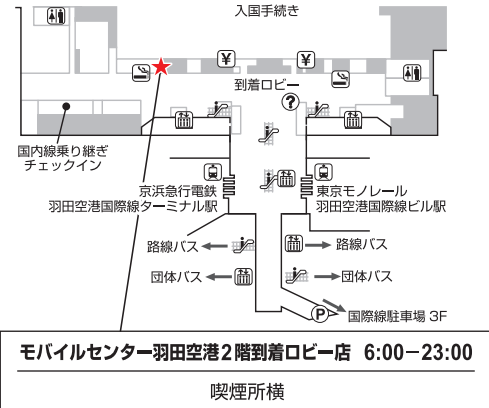 入国手続き
¥
¥
到着ロビー
?
国内線乗り継ぎ
チェックイン
京浜急行電鉄
羽田空港国際線ターミナル駅
東京モノレール
羽田空港国際線ビル駅
路線バス
路線バス
団体バス
団体バス
P
国際線駐車場 3F
モバイルセンター羽田空港2階到着ロビー店 6:00−23:00
喫煙所横